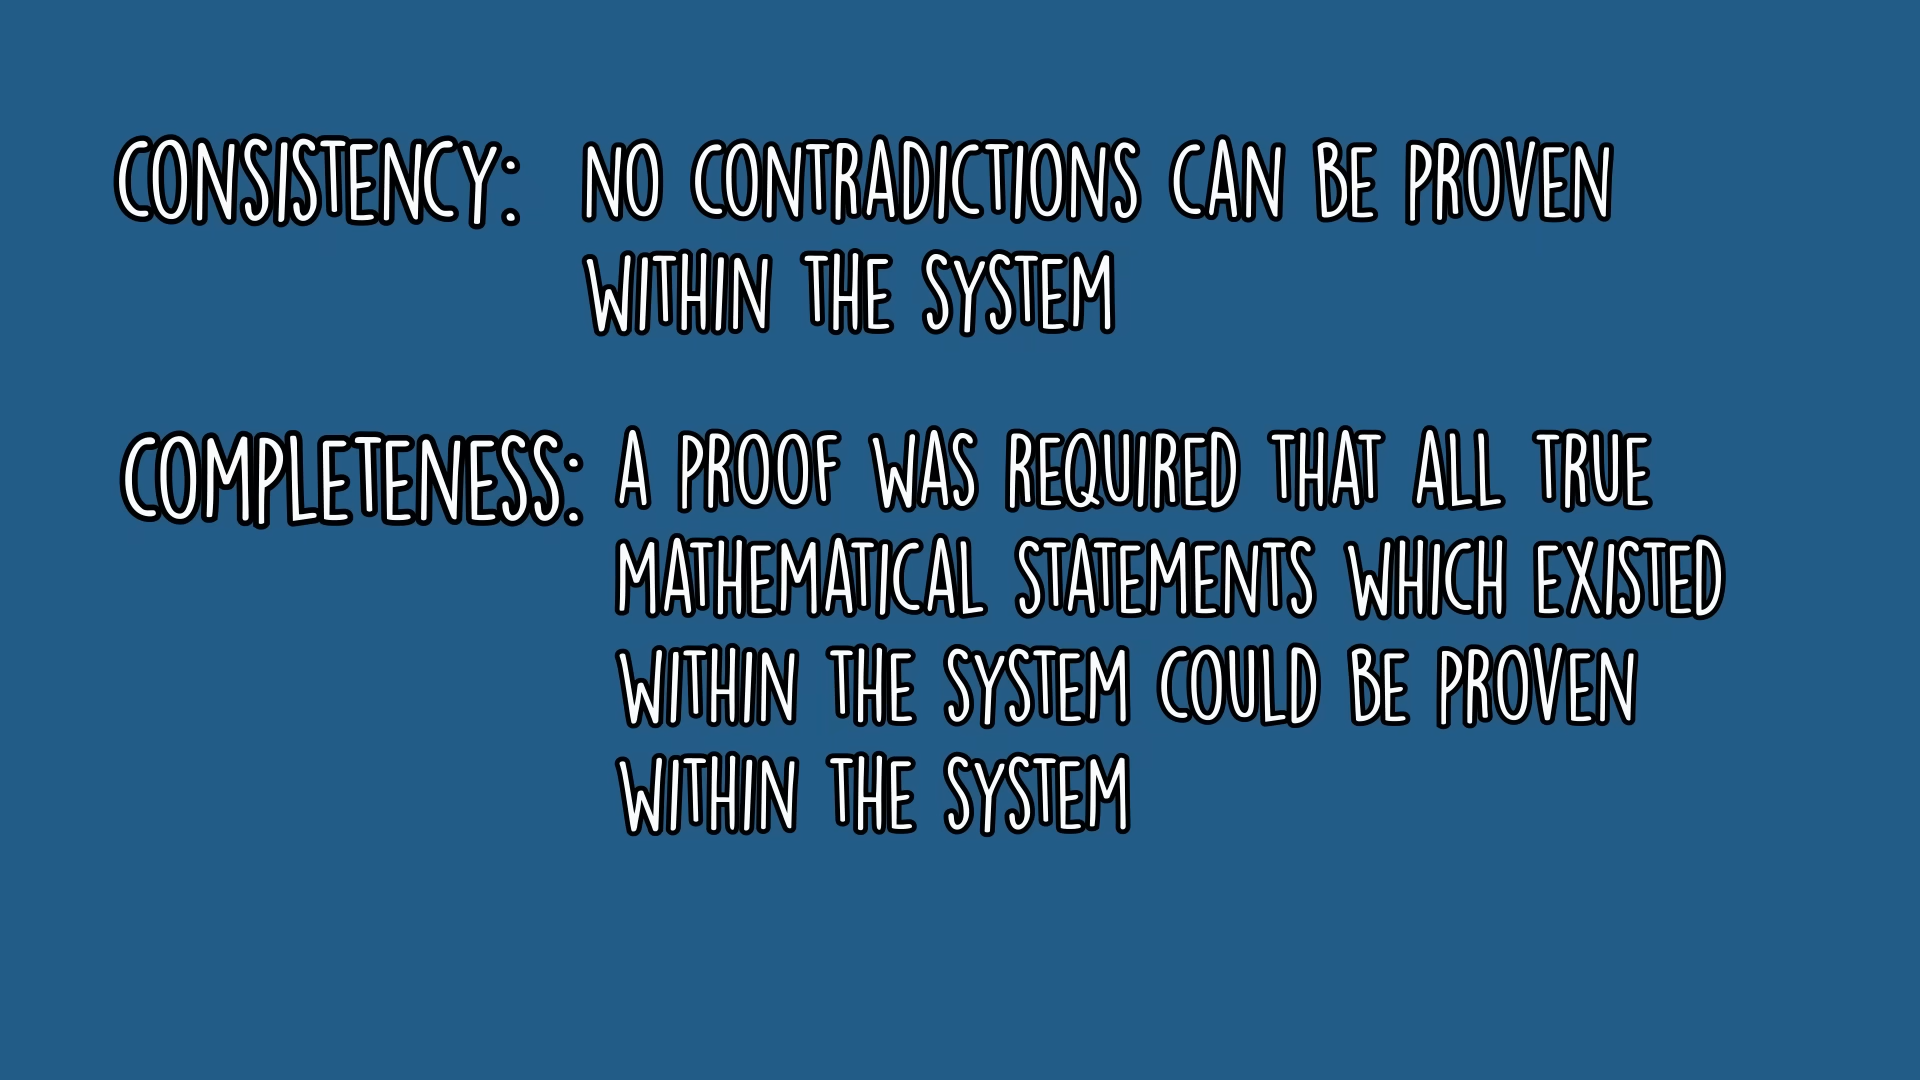 CONSISTENCY: NO CONTRADICTIONS CAN BE PROVEN
WITHIN THE SYSTEM
COMPLETENESS: A PROOF WAS REQUIRED THAT ALL TRUE
MATHEMATICAL STATEMENTS WHICH EXISTED
WITHIN THE SYSTEM COULD BE PROVEN
WITHIN THE SYSTEM